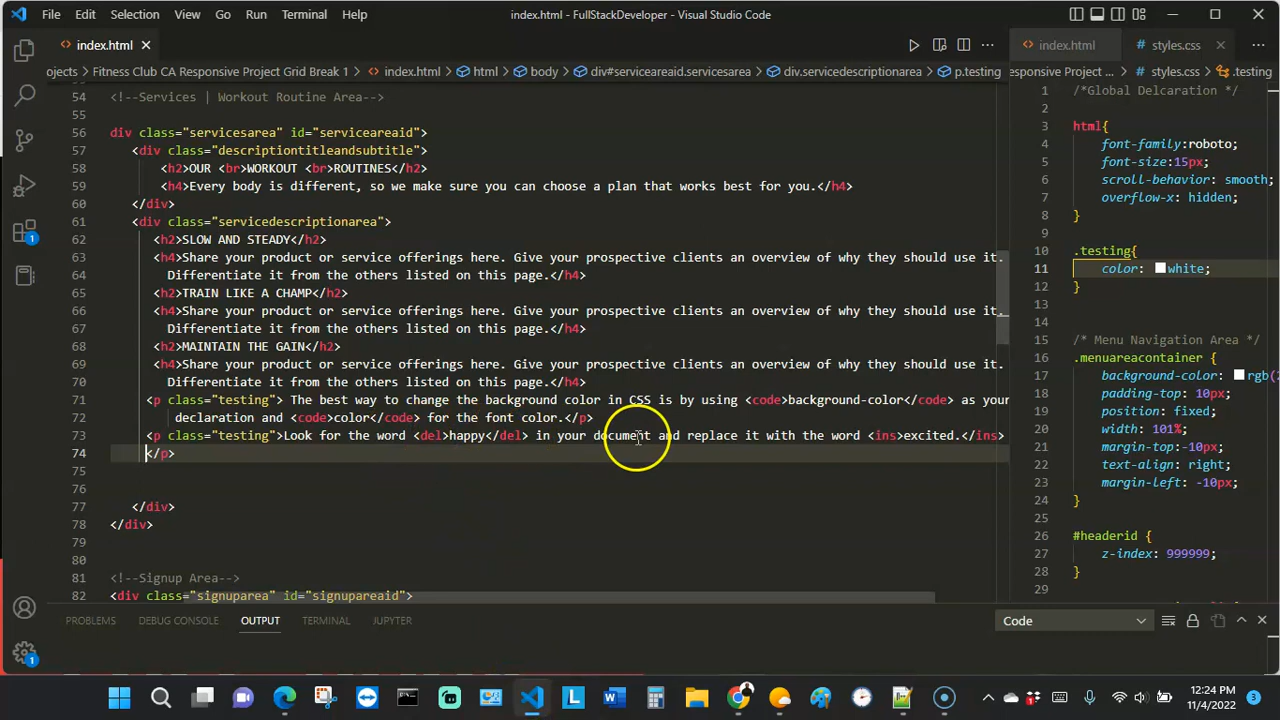 File Edit Selection View Go Run Terminal Help
index.html - FullStackDeveloper - Visual Studio Code
index.html
index.html
styles.css
ojects > Fitness Club CA Responsive Project Grid Break 1 > index.html > html > body > div#serviceareaid.servicesarea > div.servicedescriptionarea > p.testing
esponsive Project ... > styles.css > .testing
54 <!--Services | Workout Routine Area-->
55
56 div class="servicesarea" id="serviceareaid">
57 <div class="descriptiontitleandsubtitle">
58 <h2>OUR <br>WORKOUT <br>ROUTINES</h2>
59 <h4>Every body is different, so we make sure you can choose a plan that works best for you.</h4>
60 </div>
61 <div class="servicedescriptionarea">
62 <h2>SLOW AND STEADY</h2>
63 <h4>Share your product or service offerings here. Give your prospective clients an overview of why they should use it.
64 Differentiate it from the others listed on this page.</h4>
65 <h2>TRAIN LIKE A CHAMP</h2>
66 <h4>Share your product or service offerings here. Give your prospective clients an overview of why they should use it.
67 Differentiate it from the others listed on this page.</h4>
68 <h2>MAINTAIN THE GAIN</h2>
69 <h4>Share your product or service offerings here. Give your prospective clients an overview of why they should use it.
70 Differentiate it from the others listed on this page.</h4>
71 <p class="testing"> The best way to change the background color in CSS is by using <code>background-color</code> as your
72 declaration and <code>color</code> for the font color.</p>
73 <p class="testing">Look for the word <del>happy</del> in your document and replace it with the word <ins>excited.</ins>
74 </p>
75
76
77 </div>
78 </div>
79
80
81 <!--Signup Area-->
82 <div class="signuparea" id="signupareaid">
1 /*Global Delcaration */
2
3 html{
4 font-family:roboto;
5 font-size:15px;
6 scroll-behavior: smooth;
7 overflow-x: hidden;
8 }
9
10 .testing{
11 color: white;
12 }
13
14
15 /* Menu Navigation Area */
16 .menuareacontainer {
17 background-color: rgb(
18 padding-top: 10px;
19 position: fixed;
20 width: 101%;
21 margin-top:-10px;
22 text-align: right;
23 margin-left: -10px;
24 }
25
26 #headerid {
27 z-index: 999999;
28 }
29
PROBLEMS DEBUG CONSOLE OUTPUT TERMINAL JUPYTER
Code
1
1
12:24 PM
11/4/2022
3